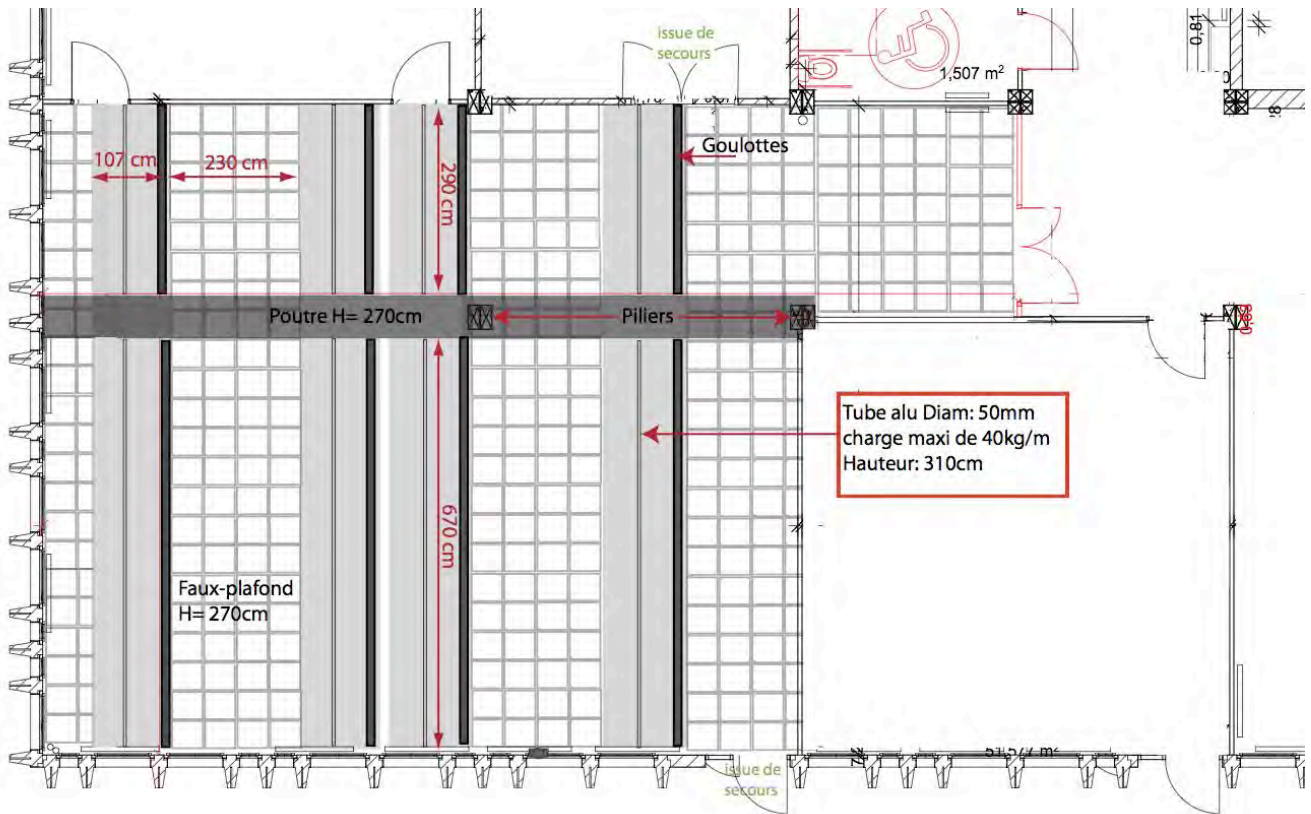 issue de
secours
0,81
1,507 m²
107 cm
230 cm
290 cm
Goulottes
Poutre H= 270cm
Piliers
Tube alu Diam: 50mm
charge maxi de 40kg/m
Hauteur: 310cm
670 cm
Faux-plafond
H= 270cm
issue de
secours